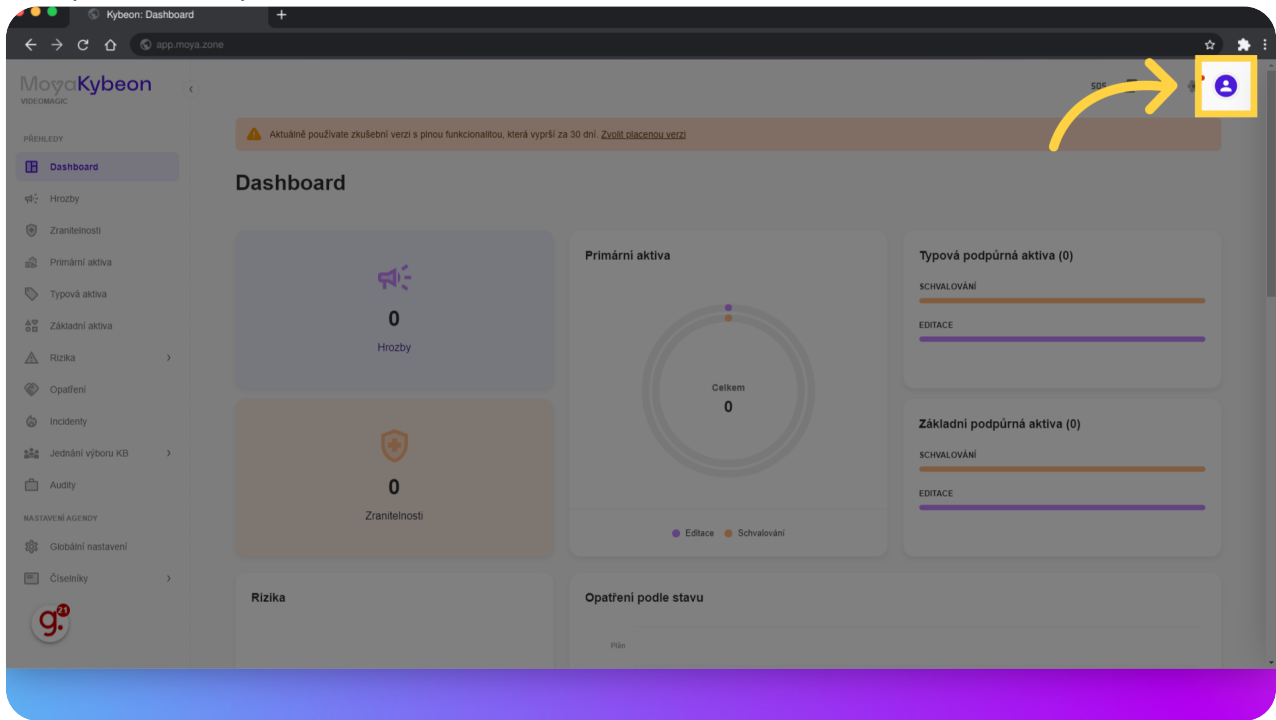 Kybeon: Dashboard
app.moya.zone
MoyaKybeon
VIDEOMAGIC
PŘEHLEDY
Dashboard
Hrozby
Zranitelnosti
Primární aktiva
Typová aktiva
Základní aktiva
Rizika
Opatření
Incidenty
Jednání výboru KB
Audity
NASTAVENÍ AGENDY
Globální nastavení
Číselníky
g.
21
SOS
Aktuálně používate zkušební verzi s plnou funkcionalitou, která vyprší za 30 dní. Zvolit placenou verzi
Dashboard
0
Hrozby
0
Zranitelnosti
Primární aktiva
Celkem
0
Editace
Schvalování
Typová podpůrná aktiva (0)
SCHVALOVÁNÍ
EDITACE
Základní podpůrná aktiva (0)
SCHVALOVÁNÍ
EDITACE
Rizika
Opatření podle stavu
Plán